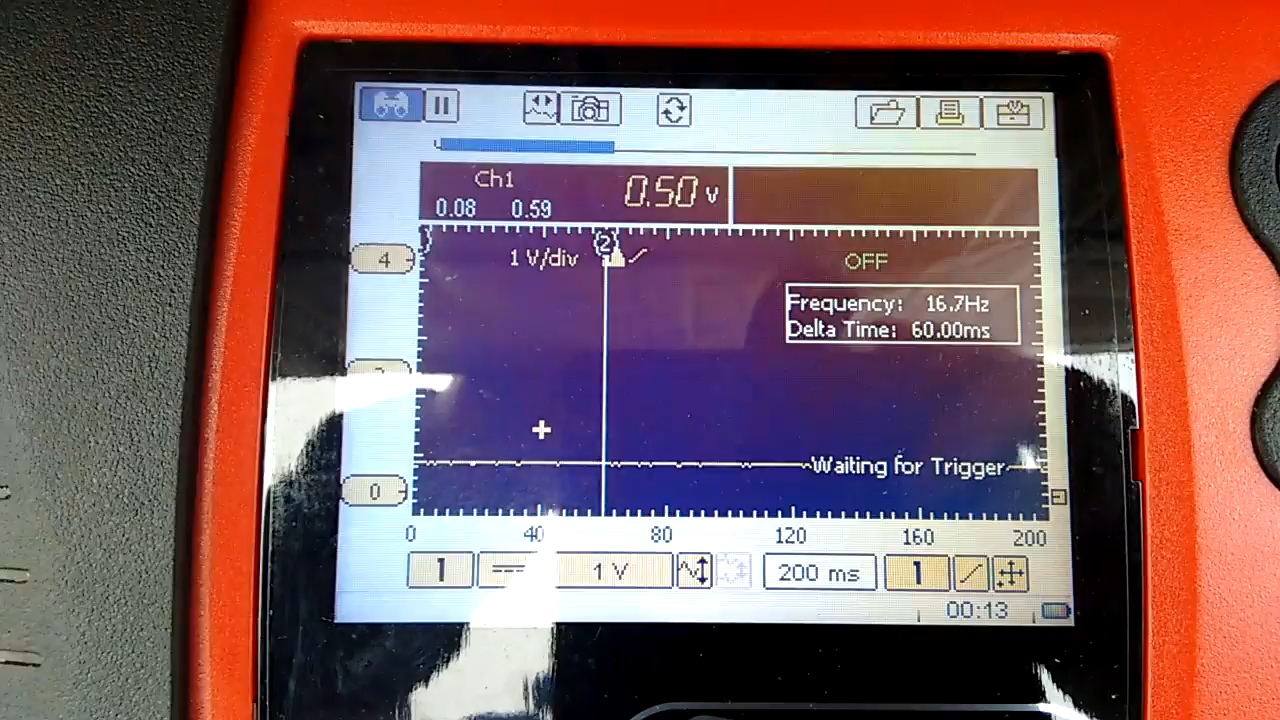 Ch1
0.50 v
0.08 0.59
2
4
1 V/div
OFF
Frequency: 16.7Hz
Delta Time: 60.00ms
Waiting for Trigger
0
0 40 80 120 160 200
1 1 V 200 ms 1
00:13